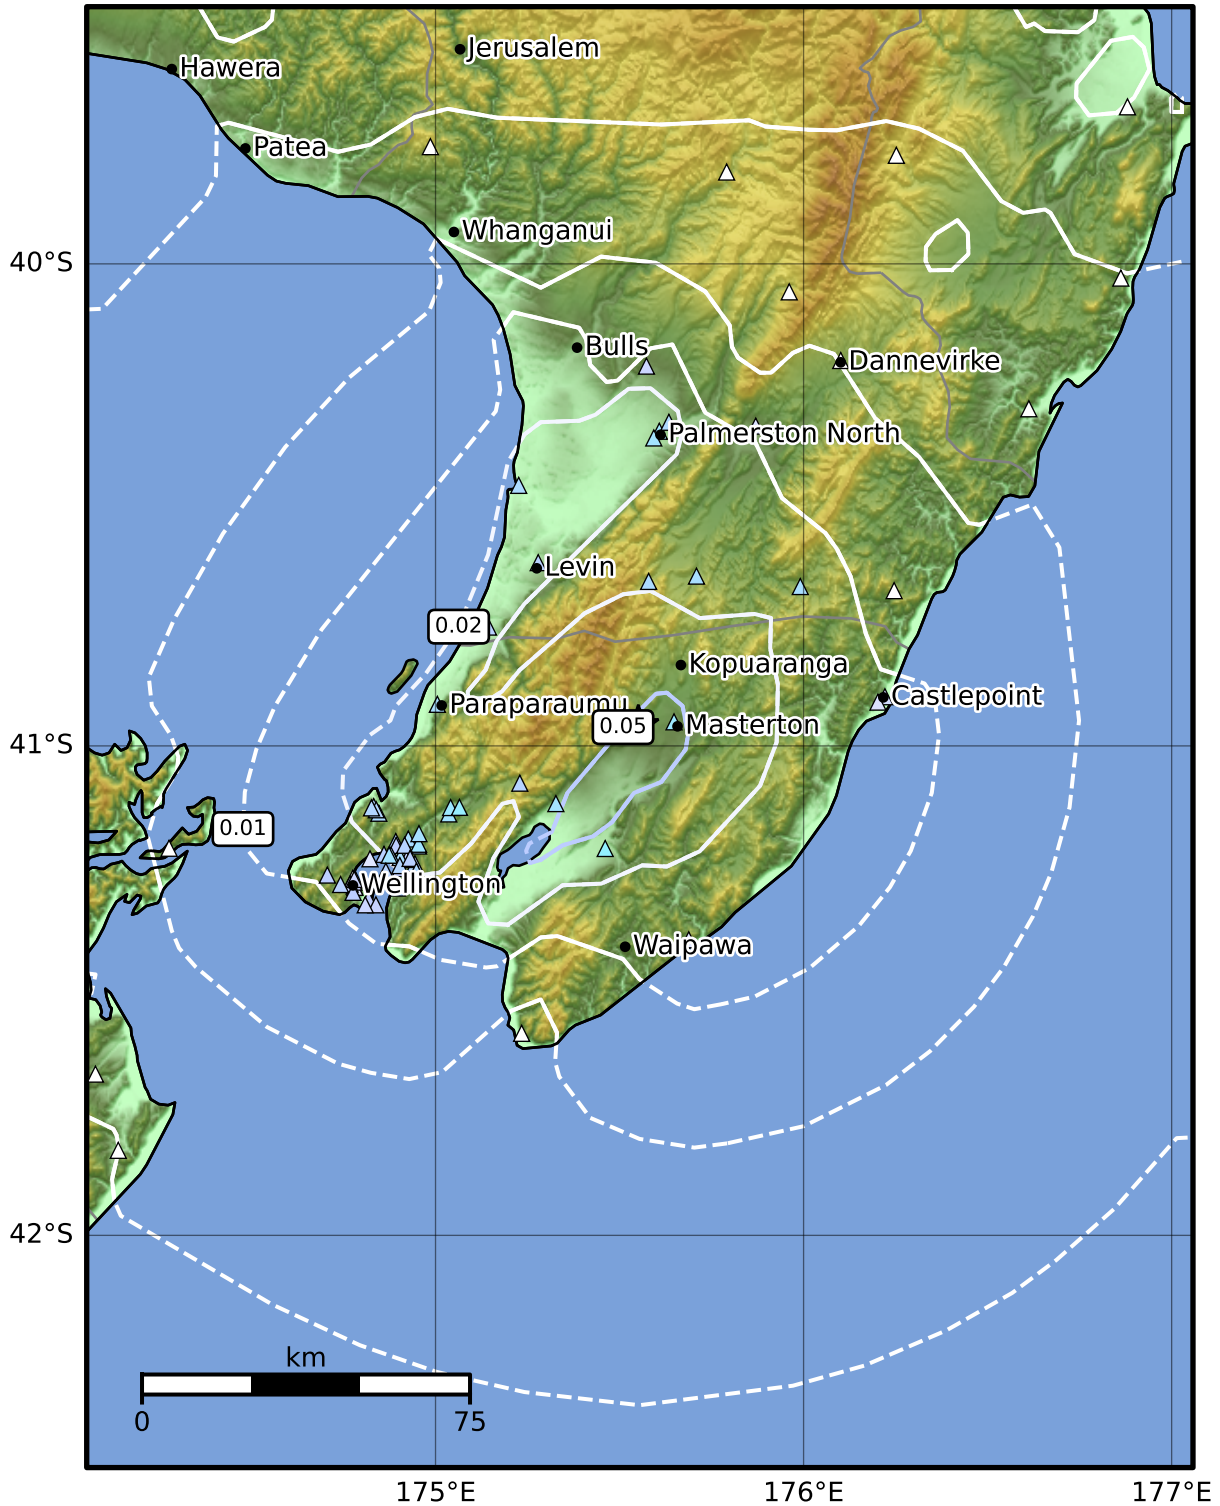 Jerusalem
Hawera
Patea
Whanganui
40°S
Bulls
Dannevirke
Palmerston North
Levin
0.02
Kopuaranga
Castlepoint
Paraparaumu
0.05
Masterton
41°S
0.01
Wellington
Waipawa
42°S
km
0
75
175°E
176°E
177°E